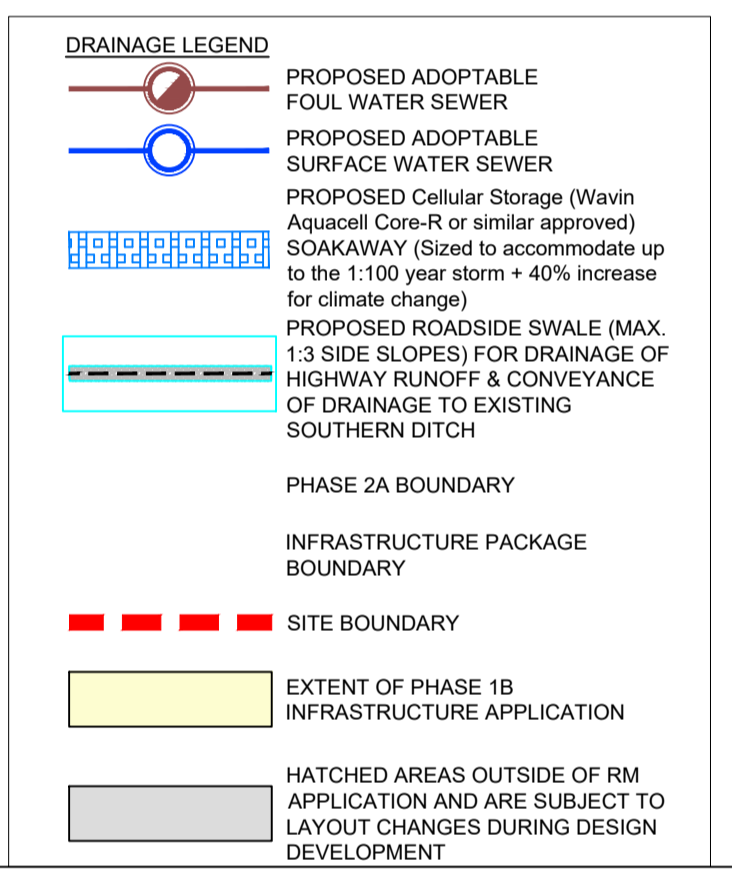 DRAINAGE LEGEND
PROPOSED ADOPTABLE
FOUL WATER SEWER
PROPOSED ADOPTABLE
SURFACE WATER SEWER
PROPOSED Cellular Storage (Wavin
Aquacell Core-R or similar approved)
SOAKAWAY (Sized to accommodate up
to the 1:100 year storm + 40% increase
for climate change)
PROPOSED ROADSIDE SWALE (MAX.
1:3 SIDE SLOPES) FOR DRAINAGE OF
HIGHWAY RUNOFF & CONVEYANCE
OF DRAINAGE TO EXISTING
SOUTHERN DITCH
PHASE 2A BOUNDARY
INFRASTRUCTURE PACKAGE
BOUNDARY
SITE BOUNDARY
EXTENT OF PHASE 1B
INFRASTRUCTURE APPLICATION
HATCHED AREAS OUTSIDE OF RM
APPLICATION AND ARE SUBJECT TO
LAYOUT CHANGES DURING DESIGN
DEVELOPMENT